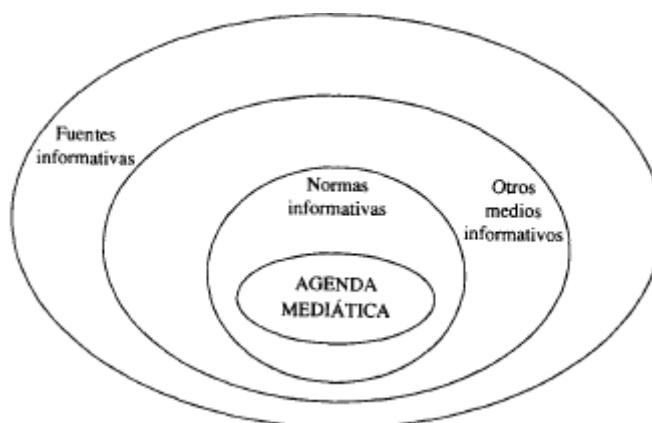 Fuentes
informativas
Normas
informativas
Otros
medios
informativos
AGENDA
MEDIÁTICA